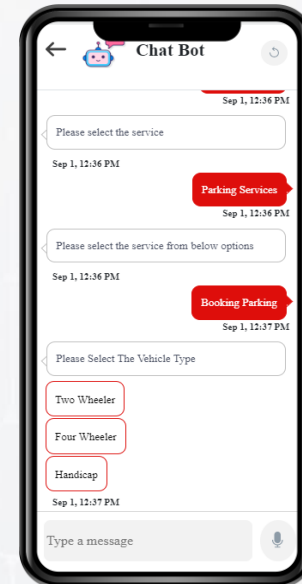 Chat Bot
Sep 1, 12:36 PM
Please select the service
Sep 1, 12:36 PM
Parking Services
Sep 1, 12:36 PM
Please select the service from below options
Sep 1, 12:36 PM
Booking Parking
Sep 1, 12:37 PM
Please Select The Vehicle Type
Two Wheeler
Four Wheeler
Handicap
Sep 1, 12:37 PM
Type a message